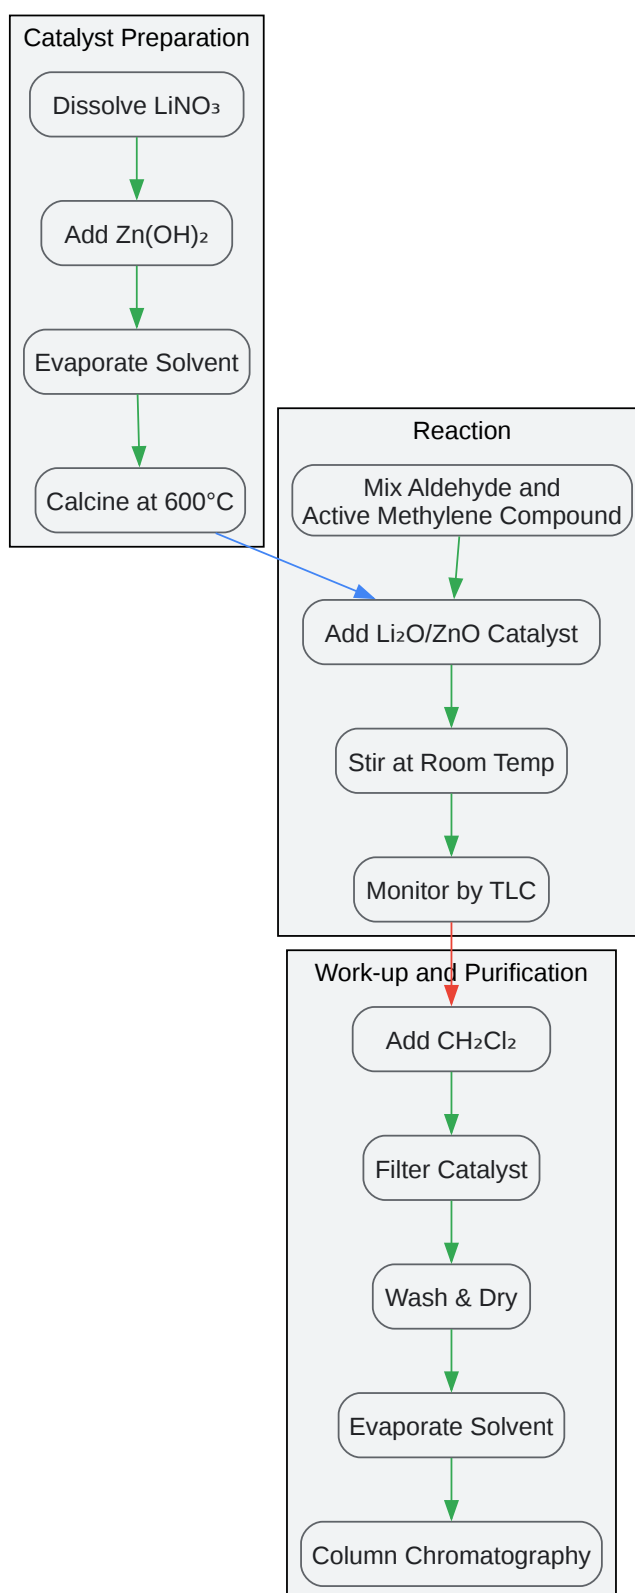 Catalyst Preparation
Dissolve LiNO₃
Add Zn(OH)₂
Evaporate Solvent
Calcine at 600°C
Reaction
Mix Aldehyde and
Active Methylene Compound
Add Li₂O/ZnO Catalyst
Stir at Room Temp
Monitor by TLC
Work-up and Purification
Add CH₂Cl₂
Filter Catalyst
Wash & Dry
Evaporate Solvent
Column Chromatography